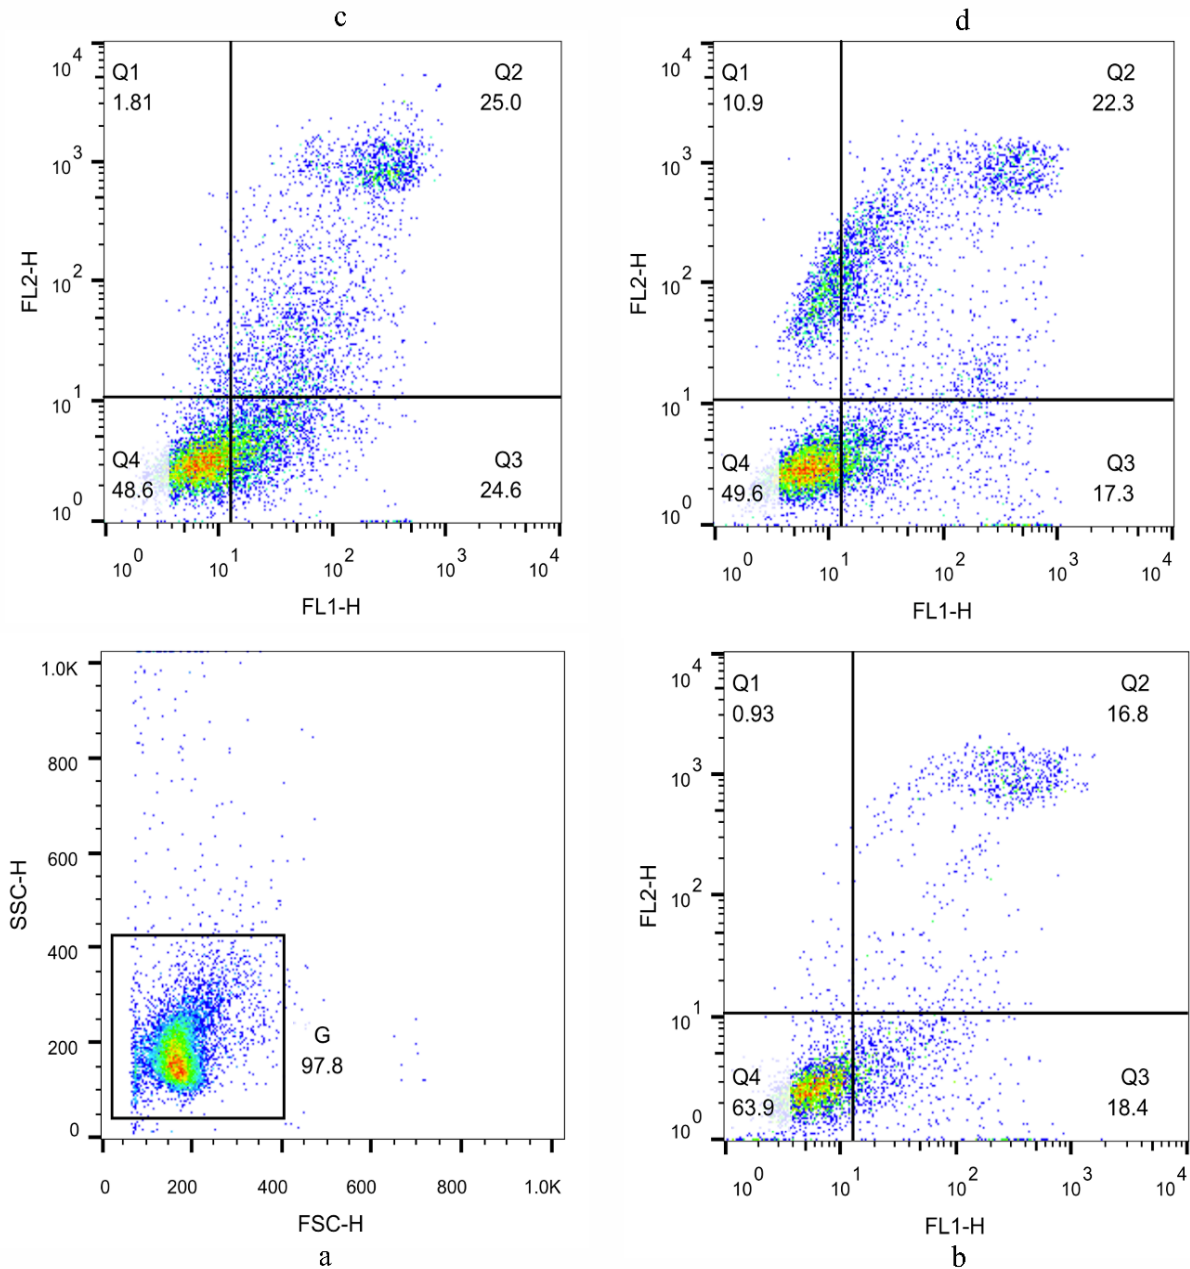 c
10^4
10^3
10^2
10^1
10^0
FL2-H
Q1
1.81
Q2
25.0
Q4
48.6
Q3
24.6
10^0 10^1 10^2 10^3 10^4
FL1-H
d
10^4
10^3
10^2
10^1
10^0
FL2-H
Q1
10.9
Q2
22.3
Q4
49.6
Q3
17.3
10^0 10^1 10^2 10^3 10^4
FL1-H
1.0K
800
600
400
200
0
SSC-H
G
97.8
0 200 400 600 800 1.0K
FSC-H
a
10^4
10^3
10^2
10^1
10^0
FL2-H
Q1
0.93
Q2
16.8
Q4
63.9
Q3
18.4
10^0 10^1 10^2 10^3 10^4
FL1-H
b